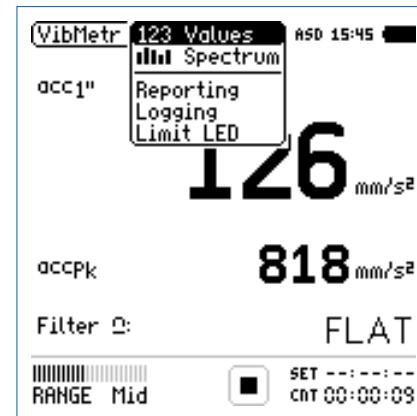 VibMetr 123 Values ASD 15:45
Spectrum
acc1"
Reporting
Logging
Limit LED
126 mm/s²
accPk 818 mm/s²
Filter Ω: FLAT
SET --:--:--
RANGE Mid CNT 00:00:09